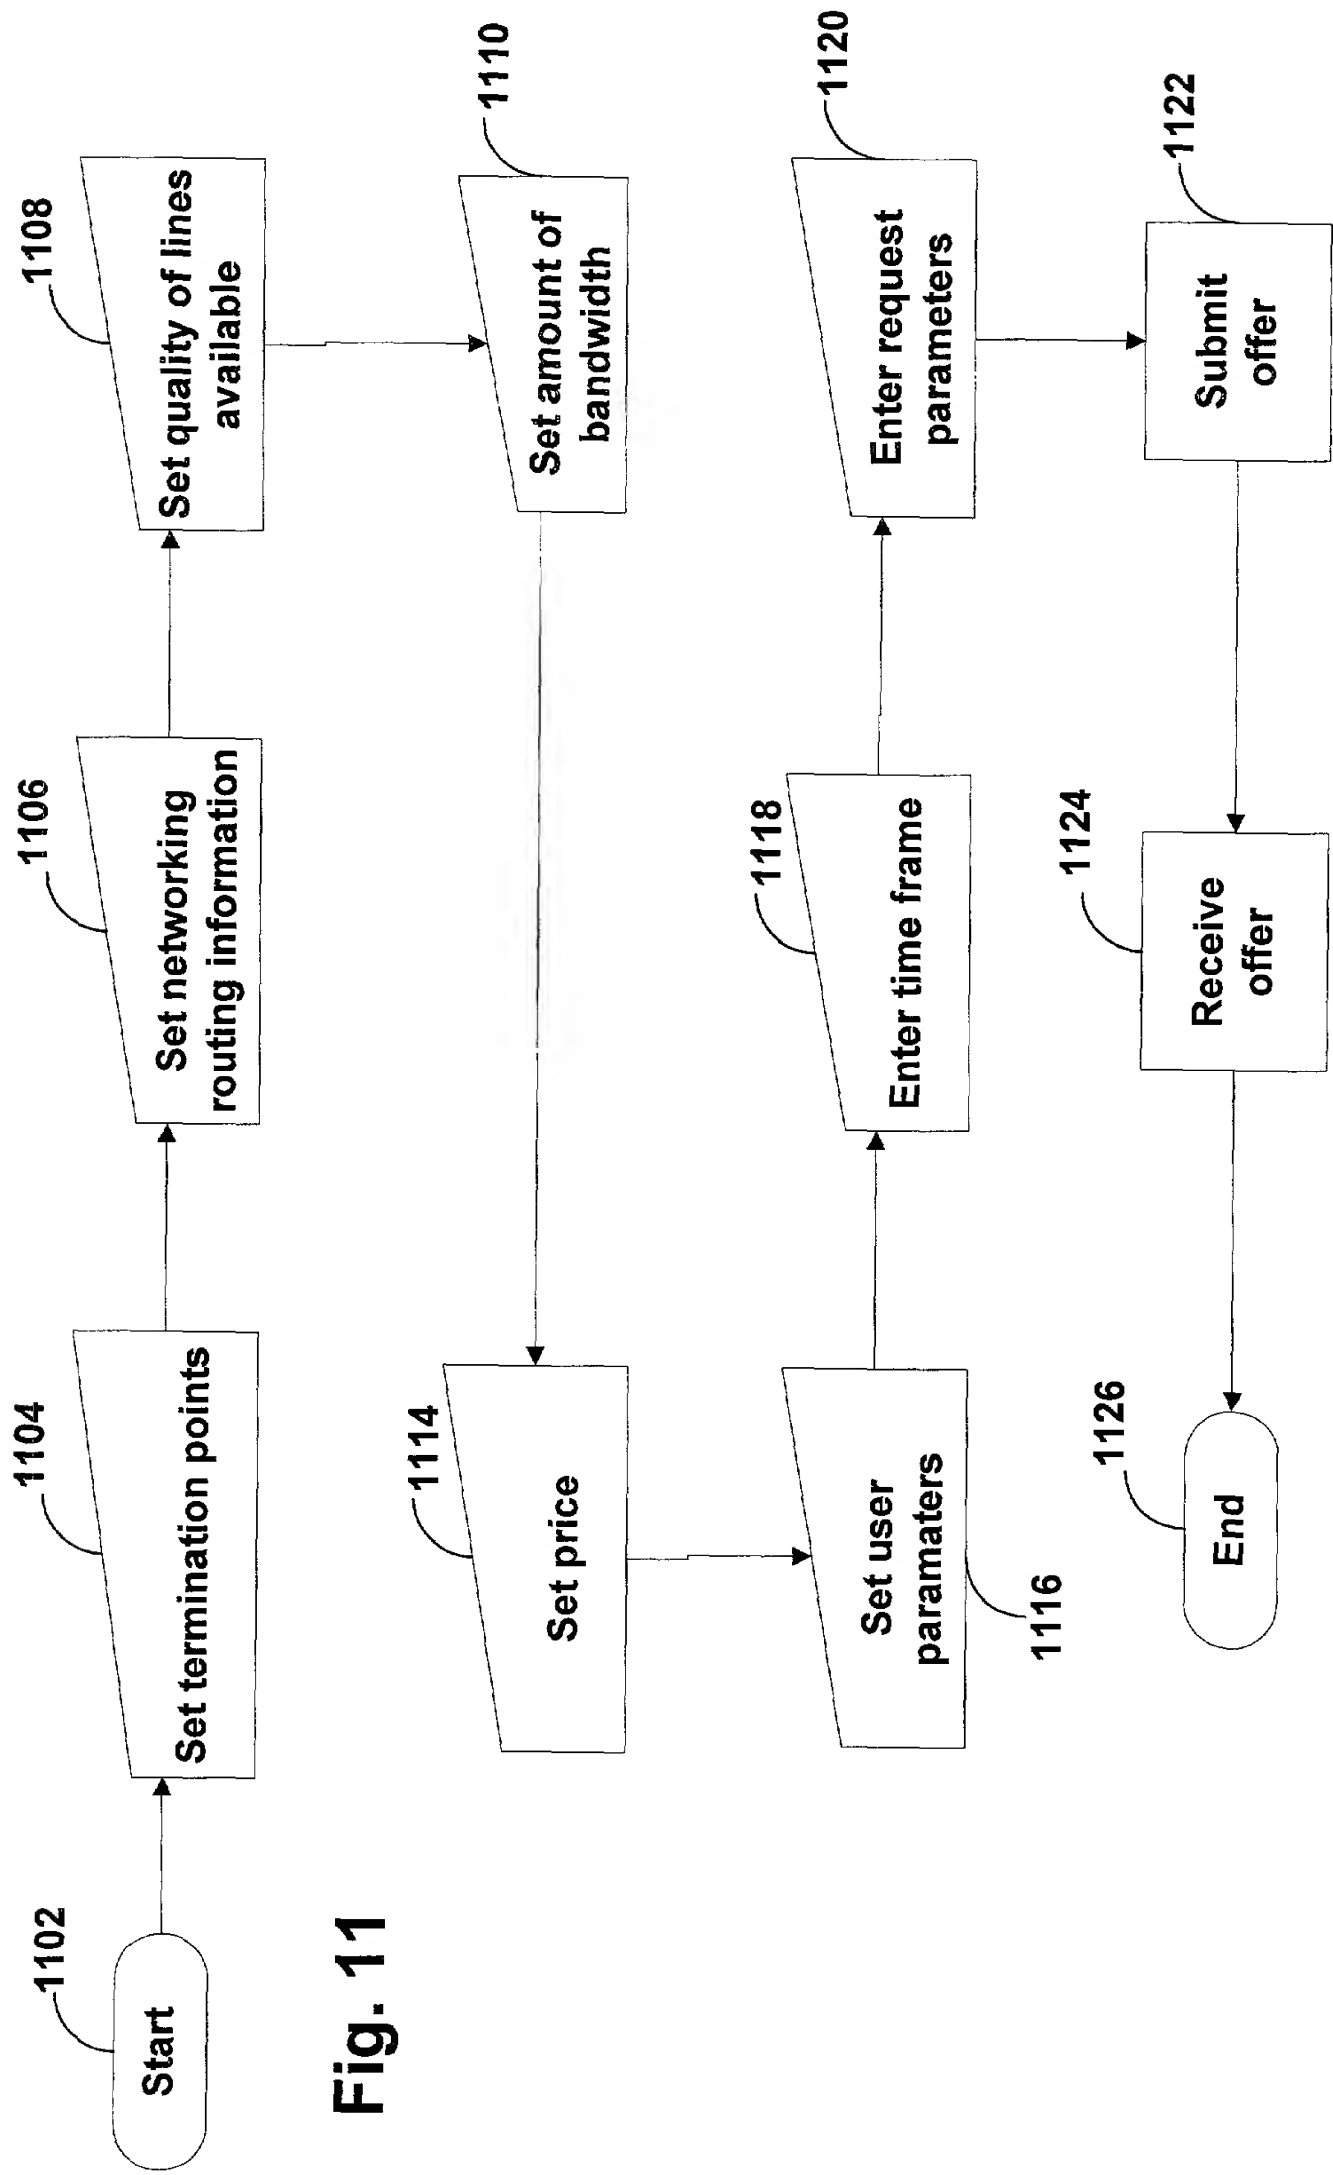 1102
Start
1104
Set termination points
1106
Set networking
routing information
1108
Set quality of lines
available
1110
Set amount of
bandwidth
1114
Set price
1116
Set user
paramaters
1118
Enter time frame
1120
Enter request
parameters
1122
Submit
offer
1124
Receive
offer
1126
End
Fig. 11